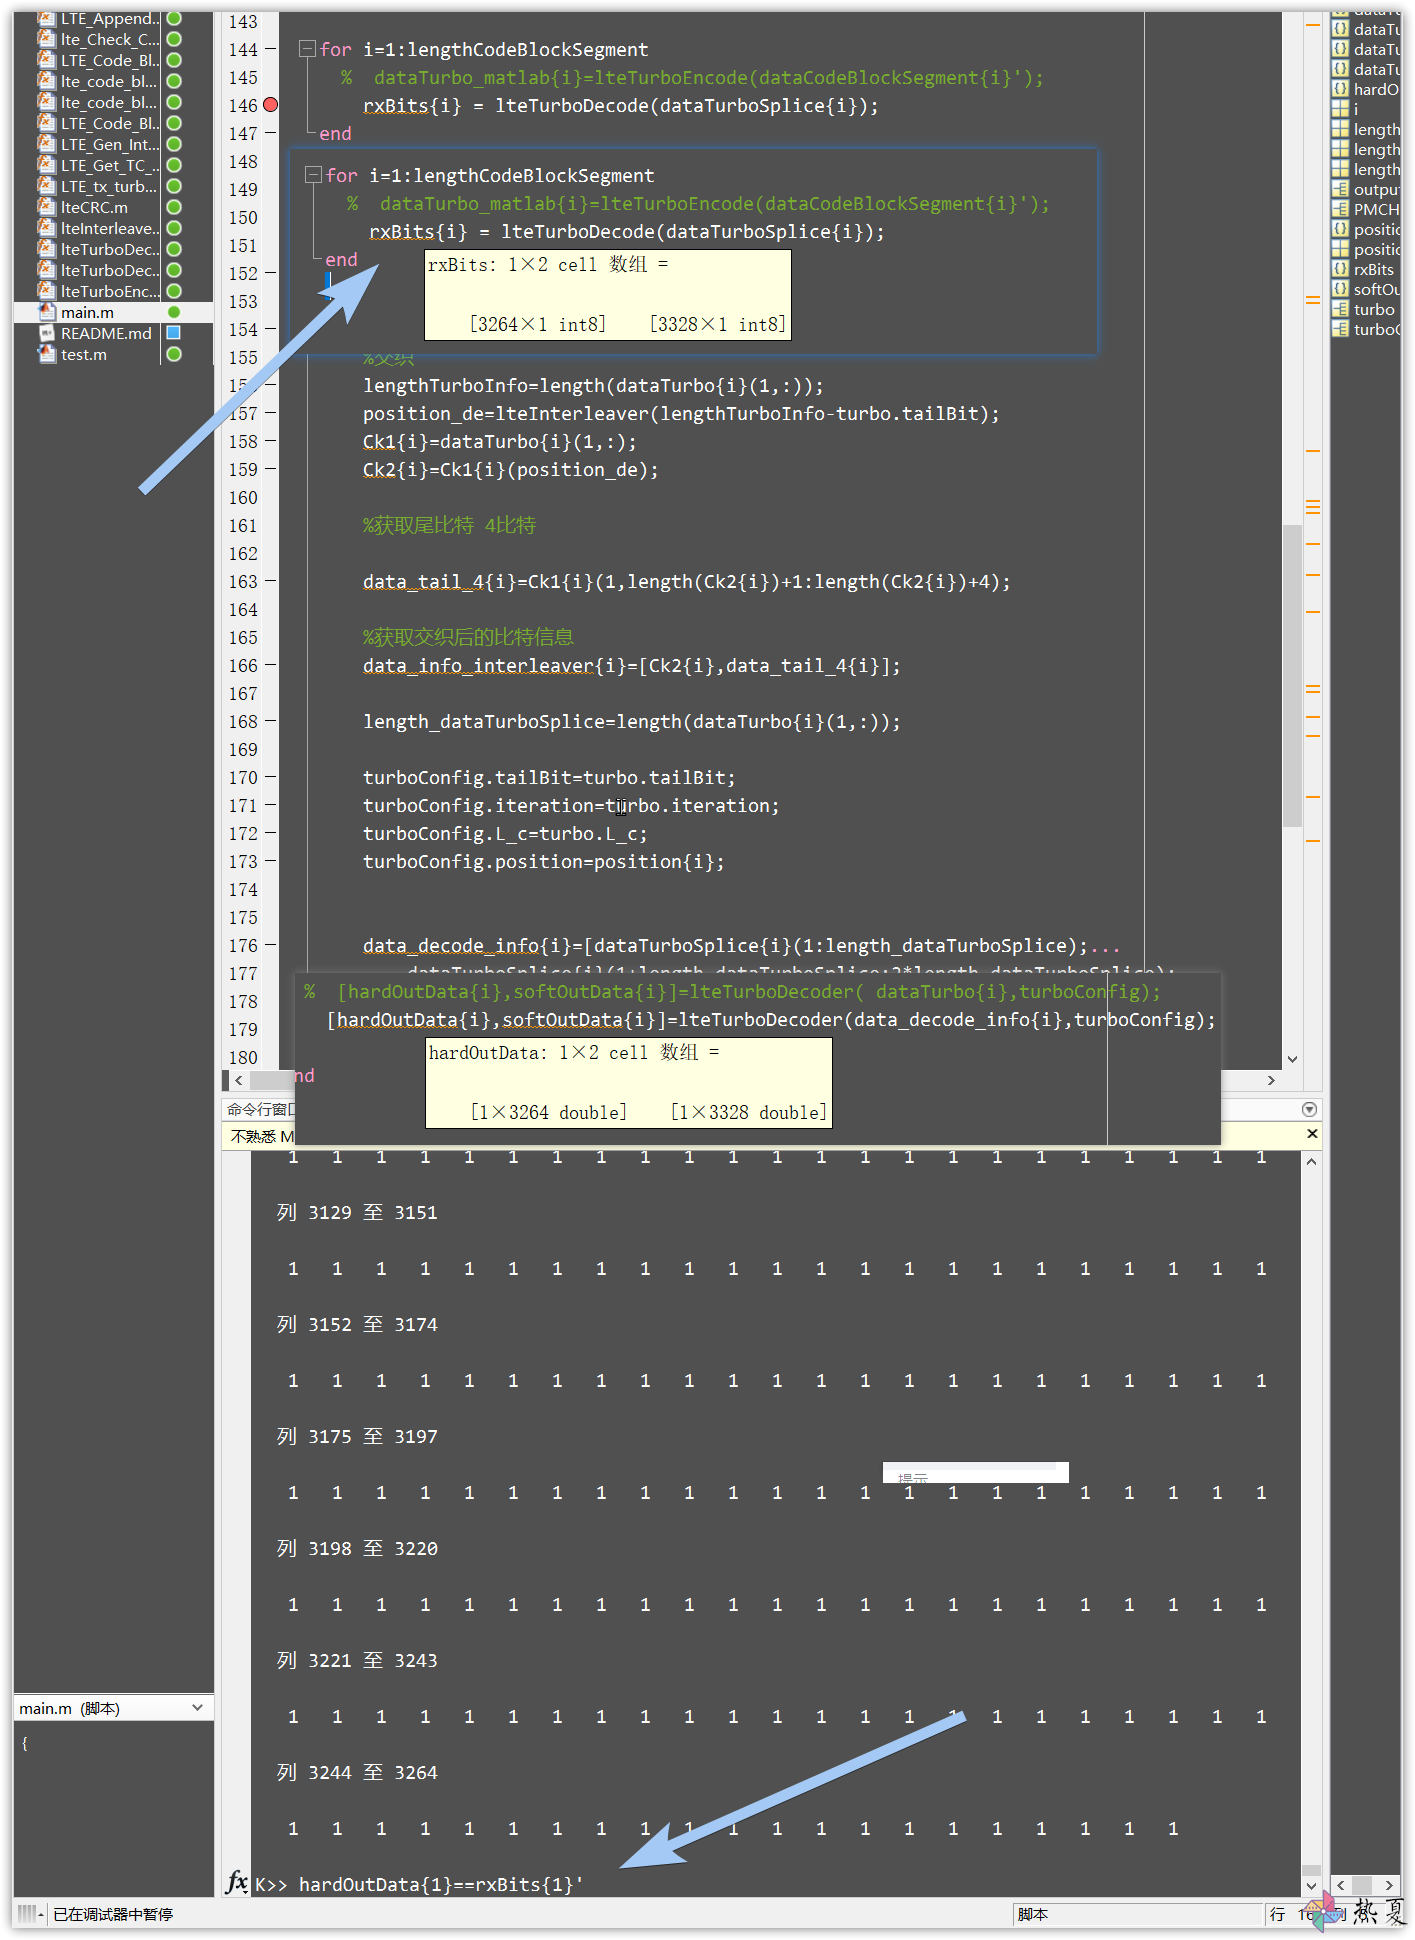 LTE_Append...
lte_Check_C...
LTE_Code_Bl...
lte_code_bl...
lte_code_bl...
LTE_Code_Bl...
LTE_Gen_Int...
LTE_Get_TC_...
LTE_tx_turb...
lteCRC.m
lteInterleave...
lteTurboDec...
lteTurboDec...
lteTurboEnc...
main.m
README.md
test.m
143
144 for i=1:lengthCodeBlockSegment
145 % dataTurbo_matlab{i}=lteTurboEncode(dataCodeBlockSegment{i}');
146 rxBits{i} = lteTurboDecode(dataTurboSplice{i});
147 end
148
149 for i=1:lengthCodeBlockSegment
150 % dataTurbo_matlab{i}=lteTurboEncode(dataCodeBlockSegment{i}');
151 rxBits{i} = lteTurboDecode(dataTurboSplice{i});
152 end
rxBits: 1×2 cell 数组 =
[3264×1 int8] [3328×1 int8]
153
154
155 %交织
lengthTurboInfo=length(dataTurbo{i}(1,:));
157 position_de=lteInterleaver(lengthTurboInfo-turbo.tailBit);
158 Ck1{i}=dataTurbo{i}(1,:);
159 Ck2{i}=Ck1{i}(position_de);
160
161 %获取尾比特 4比特
162
163 data_tail_4{i}=Ck1{i}(1,length(Ck2{i})+1:length(Ck2{i})+4);
164
165 %获取交织后的比特信息
166 data_info_interleaver{i}=[Ck2{i},data_tail_4{i}];
167
168 length_dataTurboSplice=length(dataTurbo{i}(1,:));
169
170 turboConfig.tailBit=turbo.tailBit;
171 turboConfig.iteration=turbo.iteration;
172 turboConfig.L_c=turbo.L_c;
173 turboConfig.position=position{i};
174
175
176 data_decode_info{i}=[dataTurboSplice{i}(1:length_dataTurboSplice);...
177 dataTurboSplice{i}(1+length_dataTurboSplice:2*length_dataTurboSplice);
178 % [hardOutData{i},softOutData{i}]=lteTurboDecoder( dataTurbo{i},turboConfig);
179 [hardOutData{i},softOutData{i}]=lteTurboDecoder(data_decode_info{i},turboConfig);
180
hardOutData: 1×2 cell 数组 =
nd
[1×3264 double] [1×3328 double]
命令行窗口
不熟悉 M
1 1 1 1 1 1 1 1 1 1 1 1 1 1 1 1 1 1 1 1 1 1 1
列 3129 至 3151
1 1 1 1 1 1 1 1 1 1 1 1 1 1 1 1 1 1 1 1 1 1 1
列 3152 至 3174
1 1 1 1 1 1 1 1 1 1 1 1 1 1 1 1 1 1 1 1 1 1 1
列 3175 至 3197
提示
1 1 1 1 1 1 1 1 1 1 1 1 1 1 1 1 1 1 1 1 1 1 1
列 3198 至 3220
1 1 1 1 1 1 1 1 1 1 1 1 1 1 1 1 1 1 1 1 1 1 1
列 3221 至 3243
1 1 1 1 1 1 1 1 1 1 1 1 1 1 1 1 1 1 1 1 1 1 1
列 3244 至 3264
1 1 1 1 1 1 1 1 1 1 1 1 1 1 1 1 1 1 1 1 1
fx K>> hardOutData{1}==rxBits{1}'
main.m (脚本)
{
dataTu
dataTu
dataTu
hardO
i
length
length
length
outpu
PMCH
positic
positic
rxBits
softOu
turbo
turboC
已在调试器中暂停
脚本
行
热夏